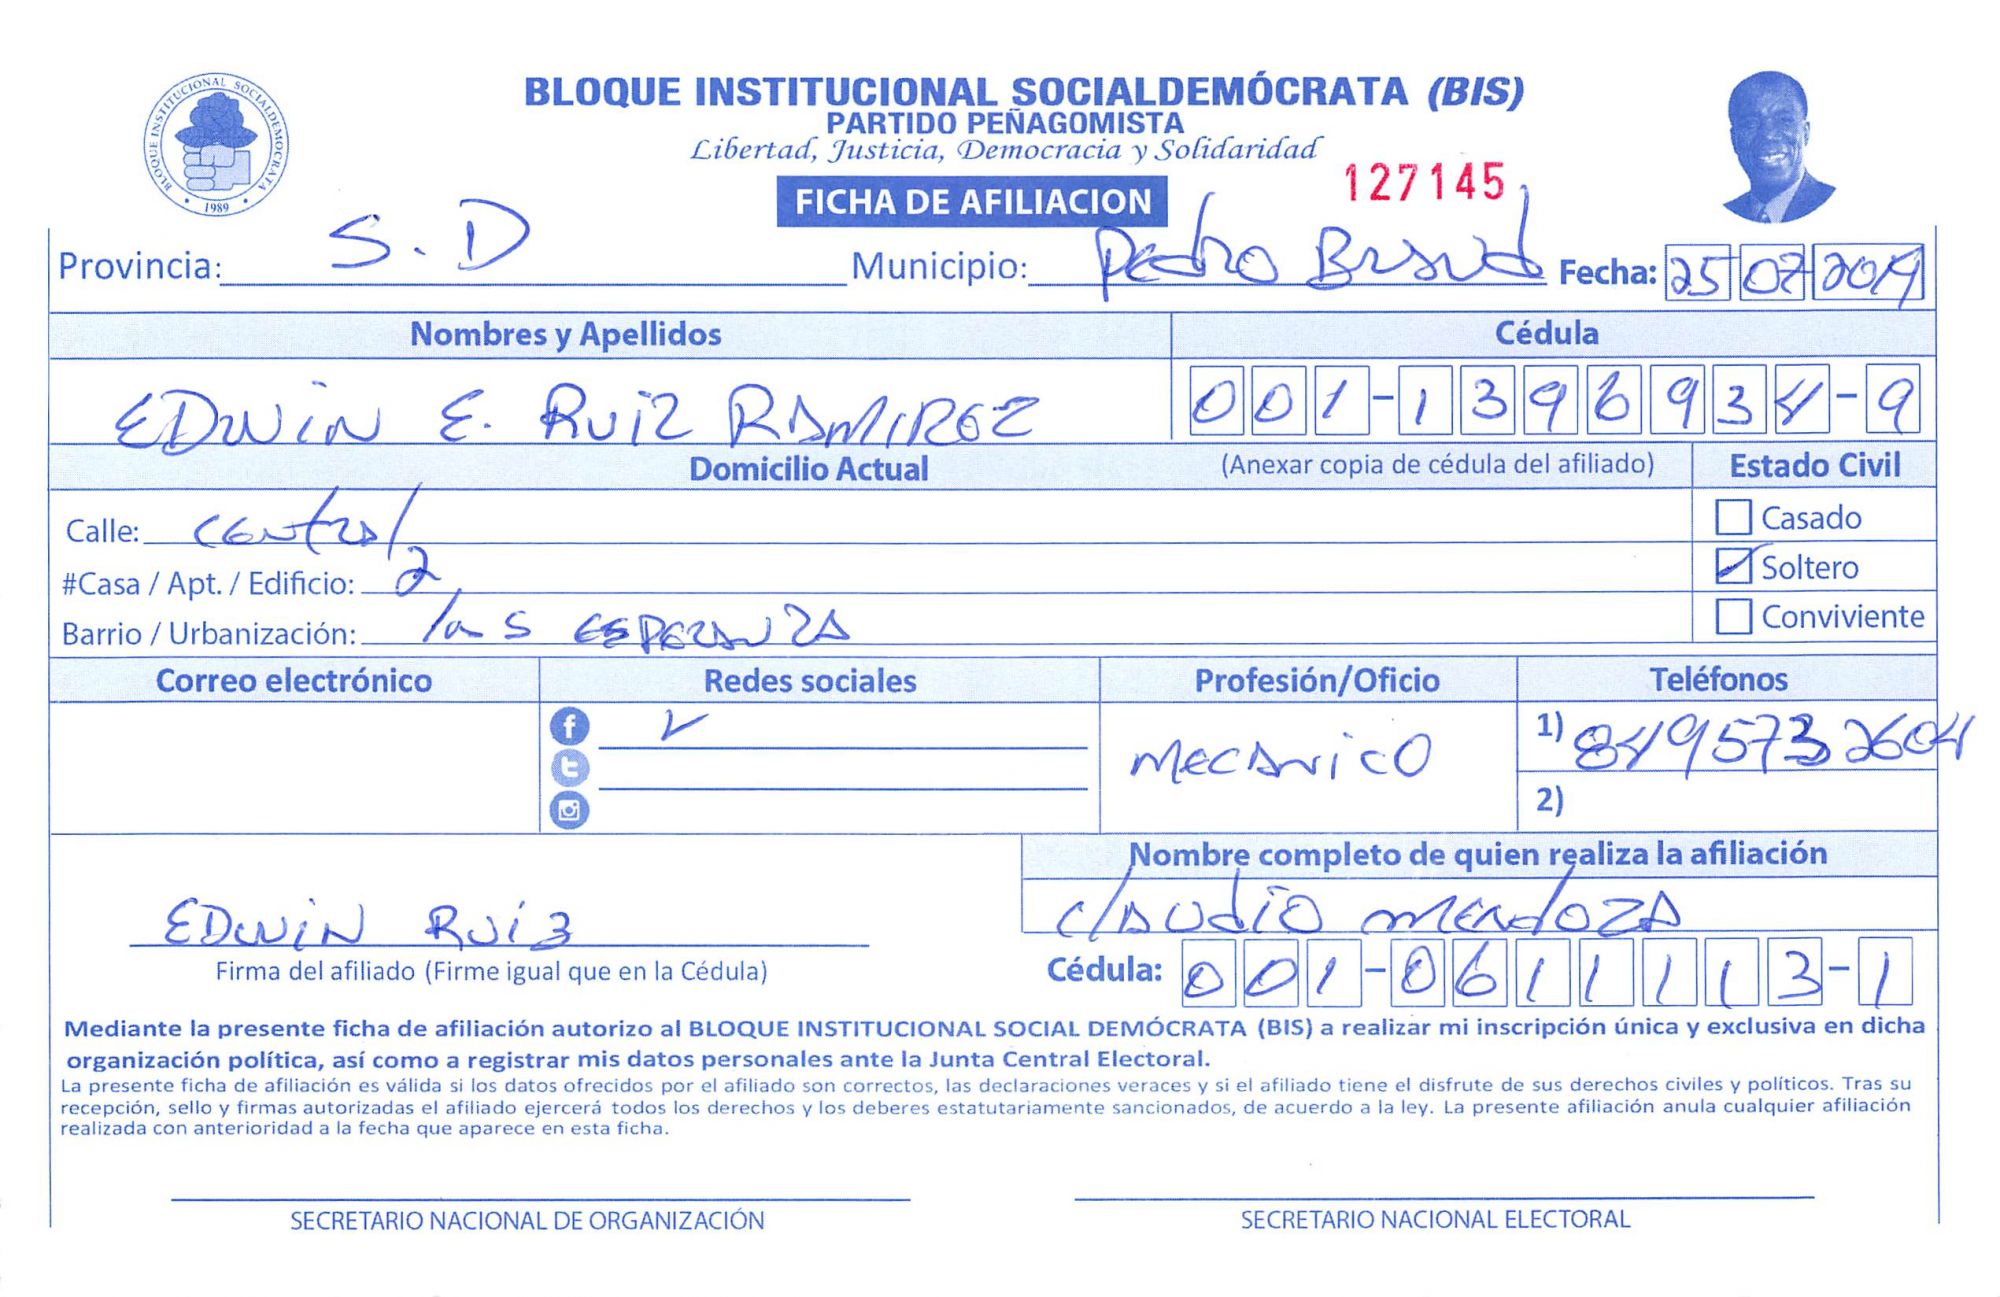 BLOQUE INSTITUCIONAL SOCIALDEMÓCRATA (BIS)
PARTIDO PEÑAGOMISTA
Libertad, Justicia, Democracia y Solidaridad
BLOQUE INSTITUCIONAL SOCIALDEMOCRATA
1989
FICHA DE AFILIACION
127145
Provincia: S.D Municipio: Pedro Brand Fecha: 25 07 2019
Nombres y Apellidos Cédula
EDWIN E. RUIZ RAMIREZ 001-1396934-9
Domicilio Actual (Anexar copia de cédula del afiliado) Estado Civil
Calle: Central Casado
#Casa / Apt. / Edificio: 2 Soltero
Barrio / Urbanización: las ESPERANZA Conviviente
Correo electrónico Redes sociales Profesión/Oficio Teléfonos
MECANICO 1) 8495732604
2)
Nombre completo de quien realiza la afiliación
EDWIN RUIZ Claudio MENDOZA
Firma del afiliado (Firme igual que en la Cédula) Cédula: 001-0611113-1
Mediante la presente ficha de afiliación autorizo al BLOQUE INSTITUCIONAL SOCIAL DEMÓCRATA (BIS) a realizar mi inscripción única y exclusiva en dicha
organización política, así como a registrar mis datos personales ante la Junta Central Electoral.
La presente ficha de afiliación es válida si los datos ofrecidos por el afiliado son correctos, las declaraciones veraces y si el afiliado tiene el disfrute de sus derechos civiles y políticos. Tras su
recepción, sello y firmas autorizadas el afiliado ejercerá todos los derechos y los deberes estatutariamente sancionados, de acuerdo a la ley. La presente afiliación anula cualquier afiliación
realizada con anterioridad a la fecha que aparece en esta ficha.
SECRETARIO NACIONAL DE ORGANIZACIÓN SECRETARIO NACIONAL ELECTORAL